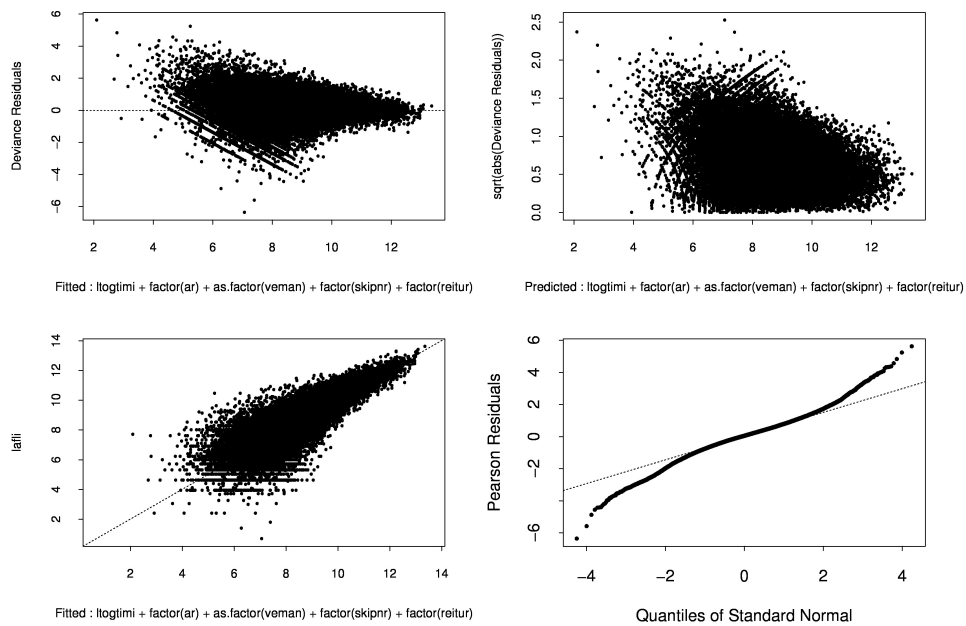 Deviance Residuals
6
4
2
0
-2
-4
-6
2 4 6 8 10 12
Fitted : ltogtimi + factor(ar) + as.factor(veman) + factor(skipnr) + factor(reitur)
sqrt(abs(Deviance Residuals))
2.5
2.0
1.5
1.0
0.5
0.0
2 4 6 8 10 12
Predicted : ltogtimi + factor(ar) + as.factor(veman) + factor(skipnr) + factor(reitur)
lafli
14
12
10
8
6
4
2
2 4 6 8 10 12 14
Fitted : ltogtimi + factor(ar) + as.factor(veman) + factor(skipnr) + factor(reitur)
Pearson Residuals
6
4
2
0
-2
-4
-6
-4 -2 0 2 4
Quantiles of Standard Normal